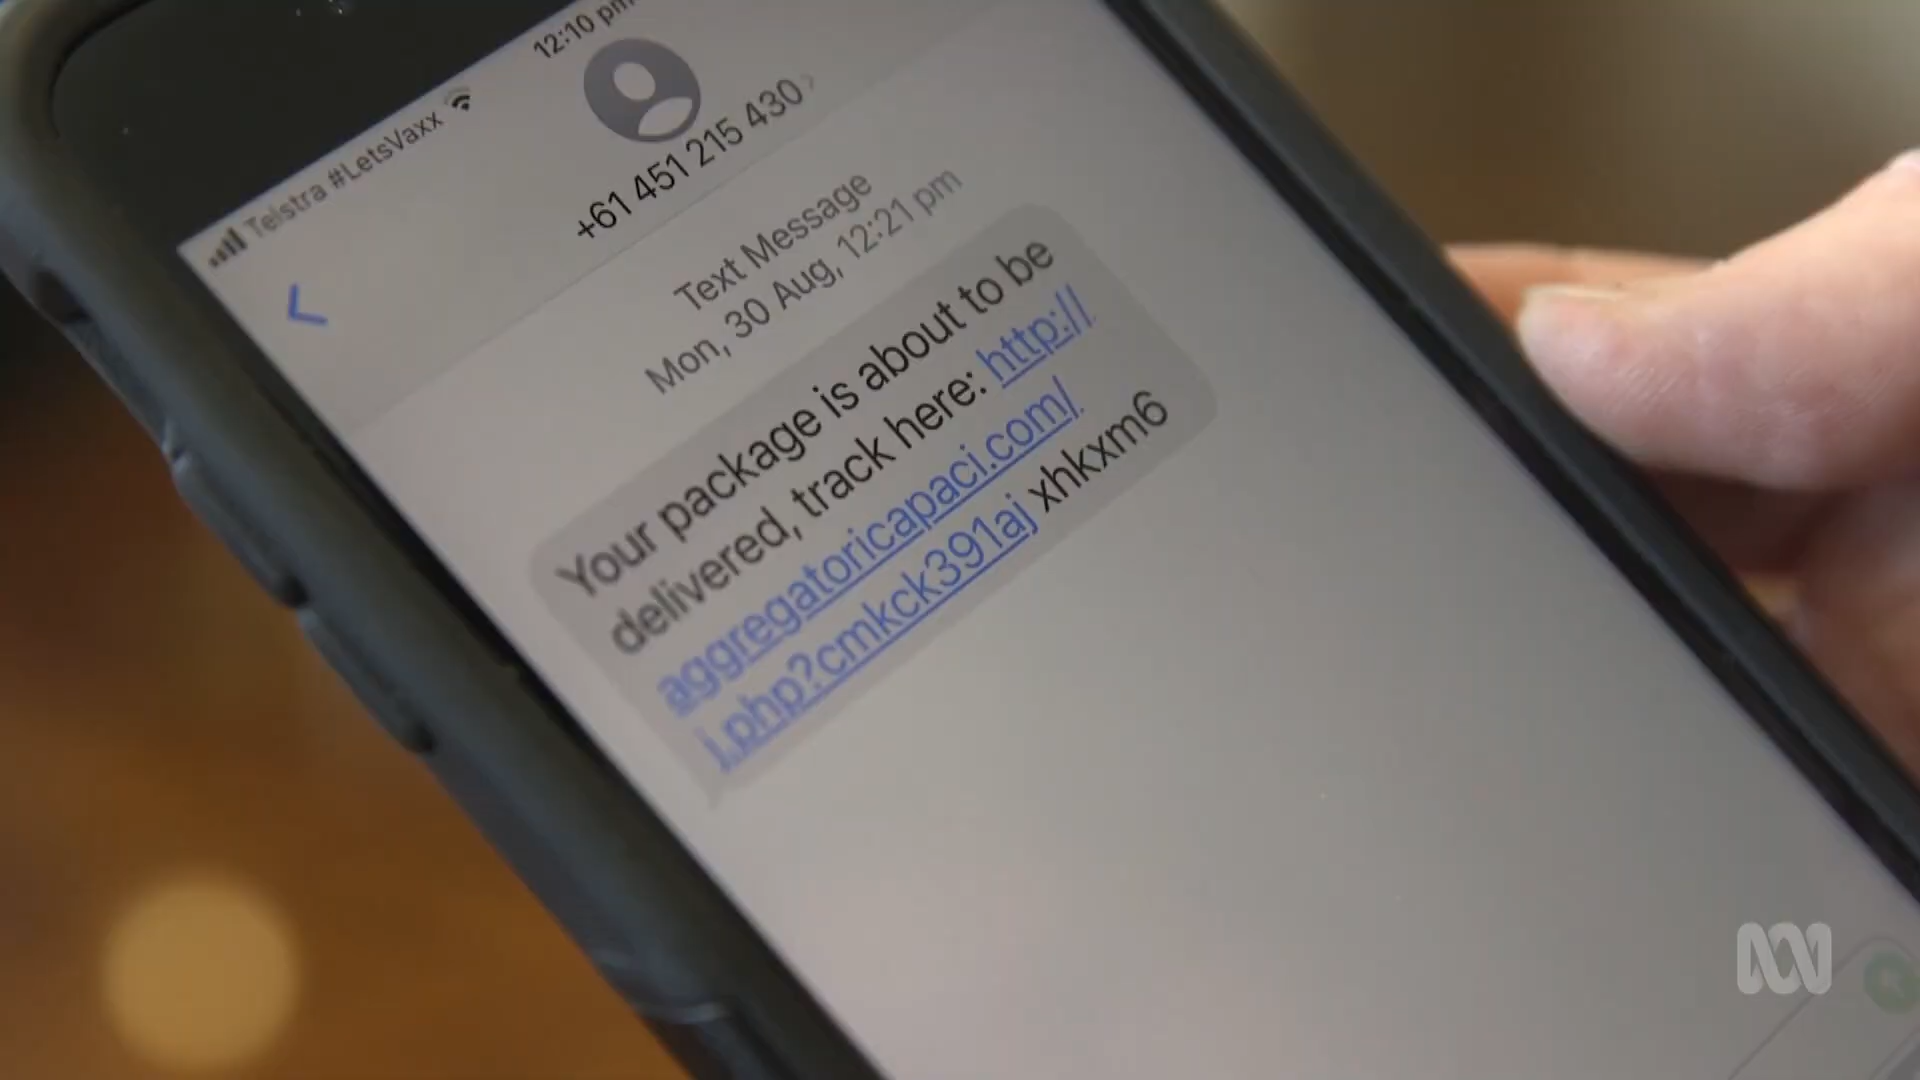 12:10 pm
Telstra #LetsVaxx
+61 451 215 430
Text Message
Mon, 30 Aug, 12:21 pm
Your package is about to be
delivered, track here: http://
aggregatoricapaci.com/
j.php?cmkck391aj xhkxm6